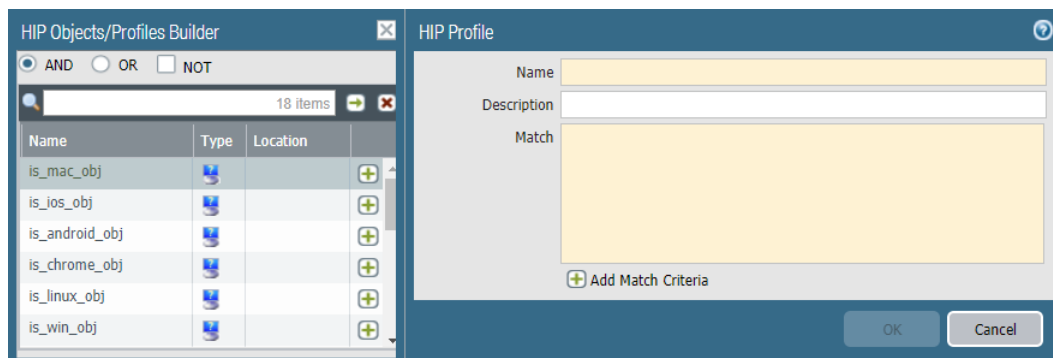 HIP Objects/Profiles Builder
AND OR NOT
18 items
Name Type Location
is_mac_obj
is_ios_obj
is_android_obj
is_chrome_obj
is_linux_obj
is_win_obj
HIP Profile
Name
Description
Match
Add Match Criteria
OK Cancel